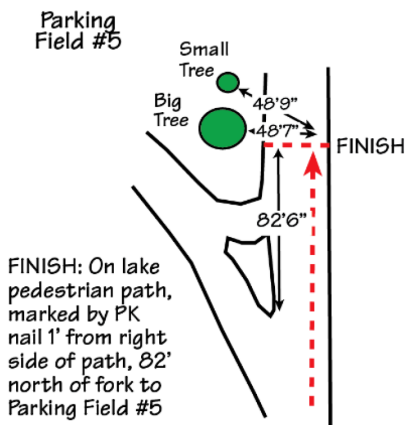 Parking
Field #5
Small
Tree
48'9"
Big
Tree
48'7"
FINISH
82'6"
FINISH: On lake
pedestrian path,
marked by PK
nail 1' from right
side of path, 82'
north of fork to
Parking Field #5